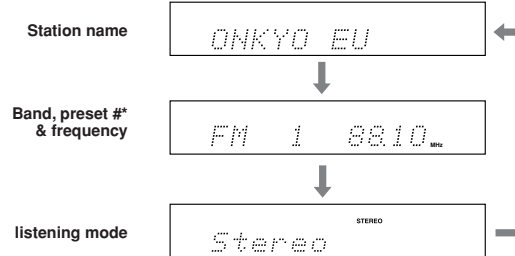 Station name
ONKYO EU
Band, preset #*
& frequency
FM 1 88.10 MHz
STEREO
listening mode
Stereo